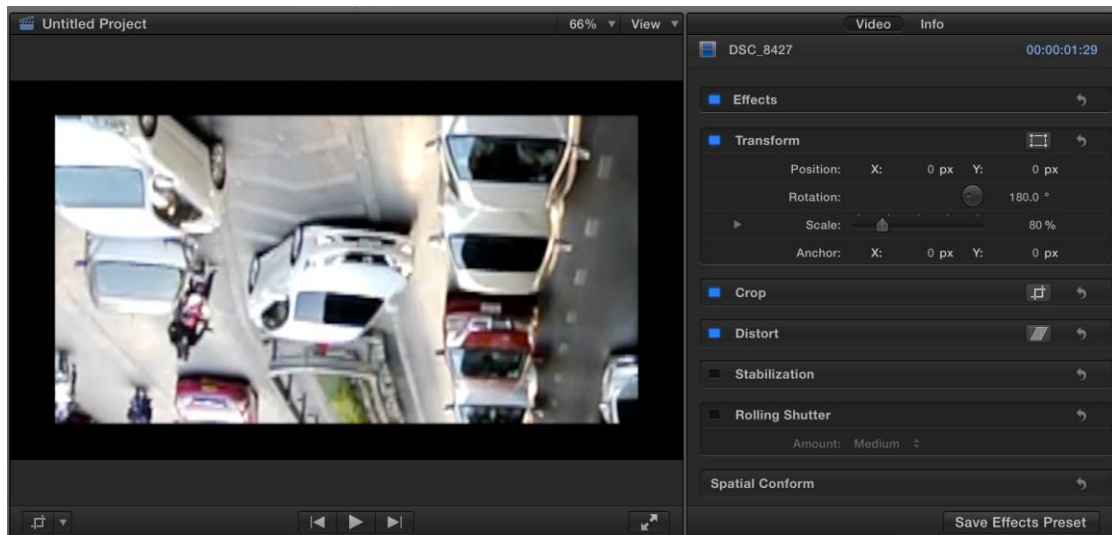 Untitled Project 66% View
Video Info
DSC_8427 00:00:01:29
Effects
Transform
Position: X: 0 px Y: 0 px
Rotation: 180.0 °
Scale: 80 %
Anchor: X: 0 px Y: 0 px
Crop
Distort
Stabilization
Rolling Shutter
Amount: Medium
Spatial Conform
Save Effects Preset